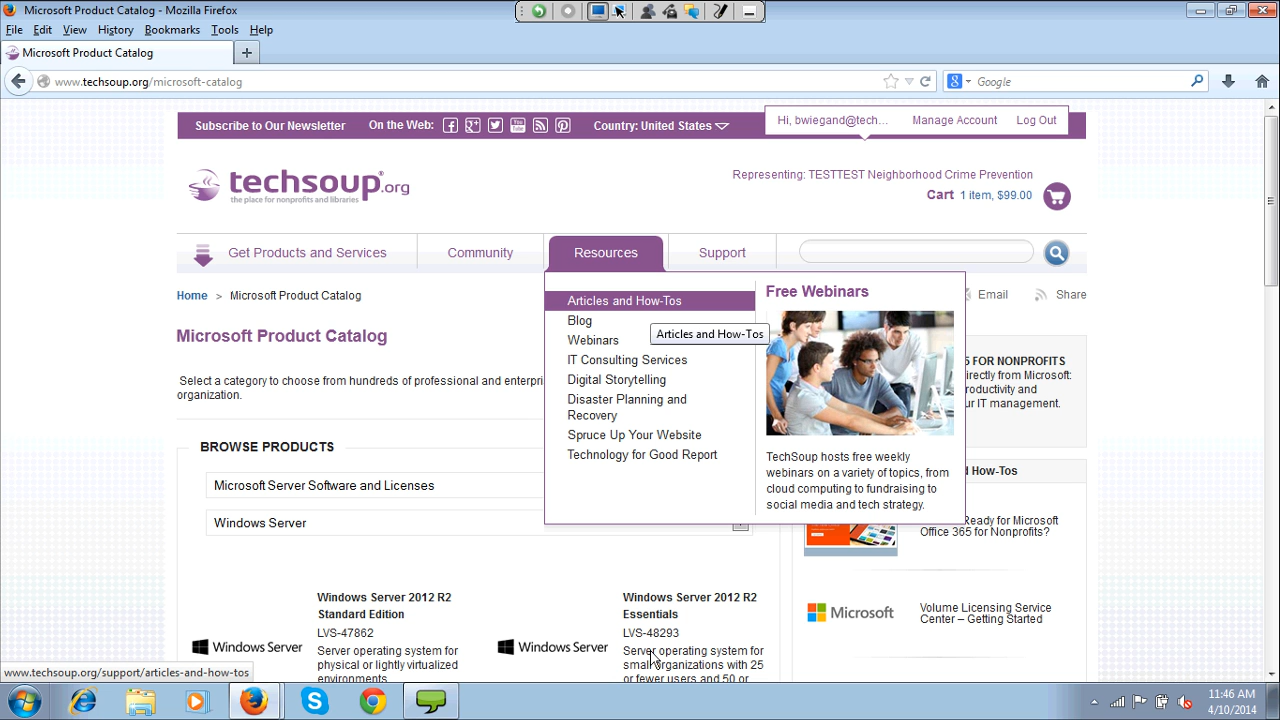 Microsoft Product Catalog - Mozilla Firefox
File Edit View History Bookmarks Tools Help
Microsoft Product Catalog
www.techsoup.org/microsoft-catalog
Google
Subscribe to Our Newsletter On the Web: Country: United States
Hi, bwiegand@tech... Manage Account Log Out
techsoup.org
the place for nonprofits and libraries
Representing: TESTTEST Neighborhood Crime Prevention
Cart 1 item, $99.00
Get Products and Services Community Resources Support
Home > Microsoft Product Catalog
Email Share
Microsoft Product Catalog
Select a category to choose from hundreds of professional and enterpri
organization.
Articles and How-Tos
Blog
Webinars
IT Consulting Services
Digital Storytelling
Disaster Planning and
Recovery
Spruce Up Your Website
Technology for Good Report
Articles and How-Tos
Free Webinars
TechSoup hosts free weekly
webinars on a variety of topics, from
cloud computing to fundraising to
social media and tech strategy.
5 FOR NONPROFITS
directly from Microsoft:
roductivity and
ur IT management.
d How-Tos
Ready for Microsoft
Office 365 for Nonprofits?
Microsoft
Volume Licensing Service
Center – Getting Started
BROWSE PRODUCTS
Microsoft Server Software and Licenses
Windows Server
Windows Server
Windows Server 2012 R2
Standard Edition
LVS-47862
Server operating system for
physical or lightly virtualized
environments
Windows Server
Windows Server 2012 R2
Essentials
LVS-48293
Server operating system for
small organizations with 25
or fewer users and 50 or
www.techsoup.org/support/articles-and-how-tos
11:46 AM
4/10/2014